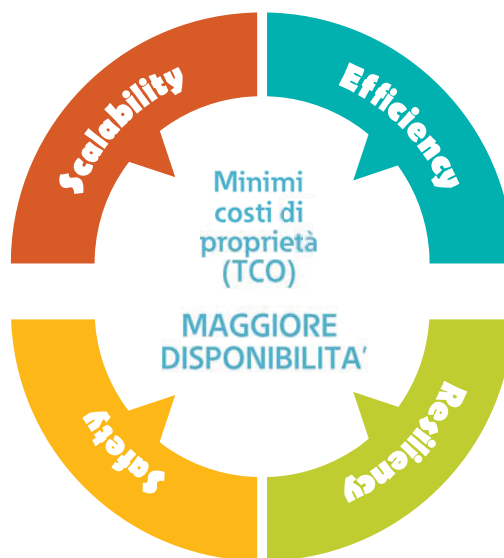 Scalability
Efficiency
Minimi
costi di
proprietà
(TCO)
MAGGIORE
DISPONIBILITA’
Safety
Resiliency